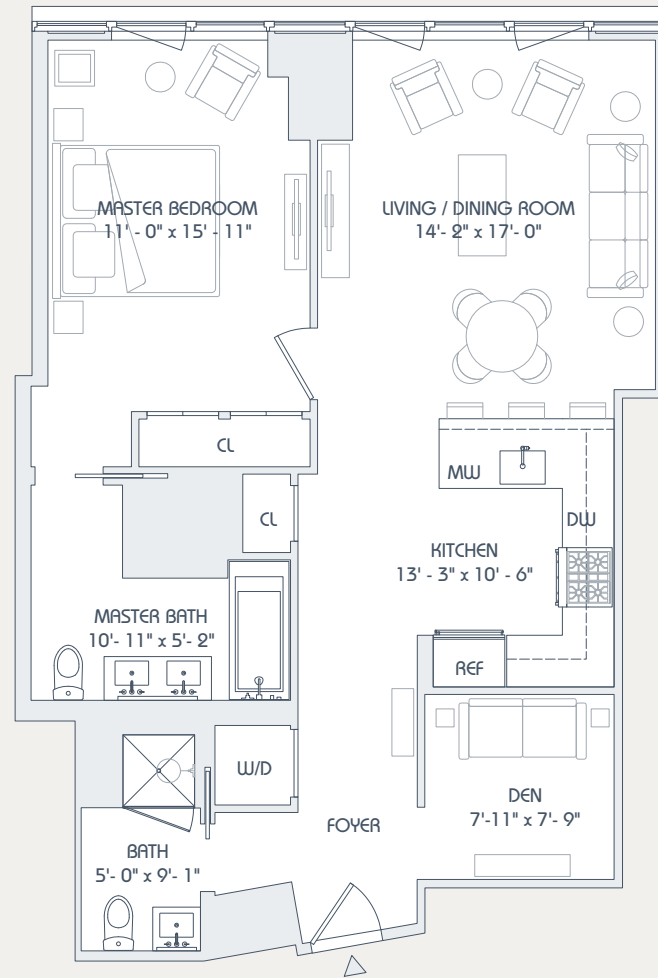 MASTER BEDROOM
11' - 0" x 15' - 11"
LIVING / DINING ROOM
14'- 2" x 17'- 0"
CL
MW
CL
DW
KITCHEN
13' - 3" x 10' - 6"
MASTER BATH
10'- 11" x 5'- 2"
REF
W/D
DEN
7'-11" x 7'- 9"
FOYER
BATH
5'- 0" x 9'- 1"